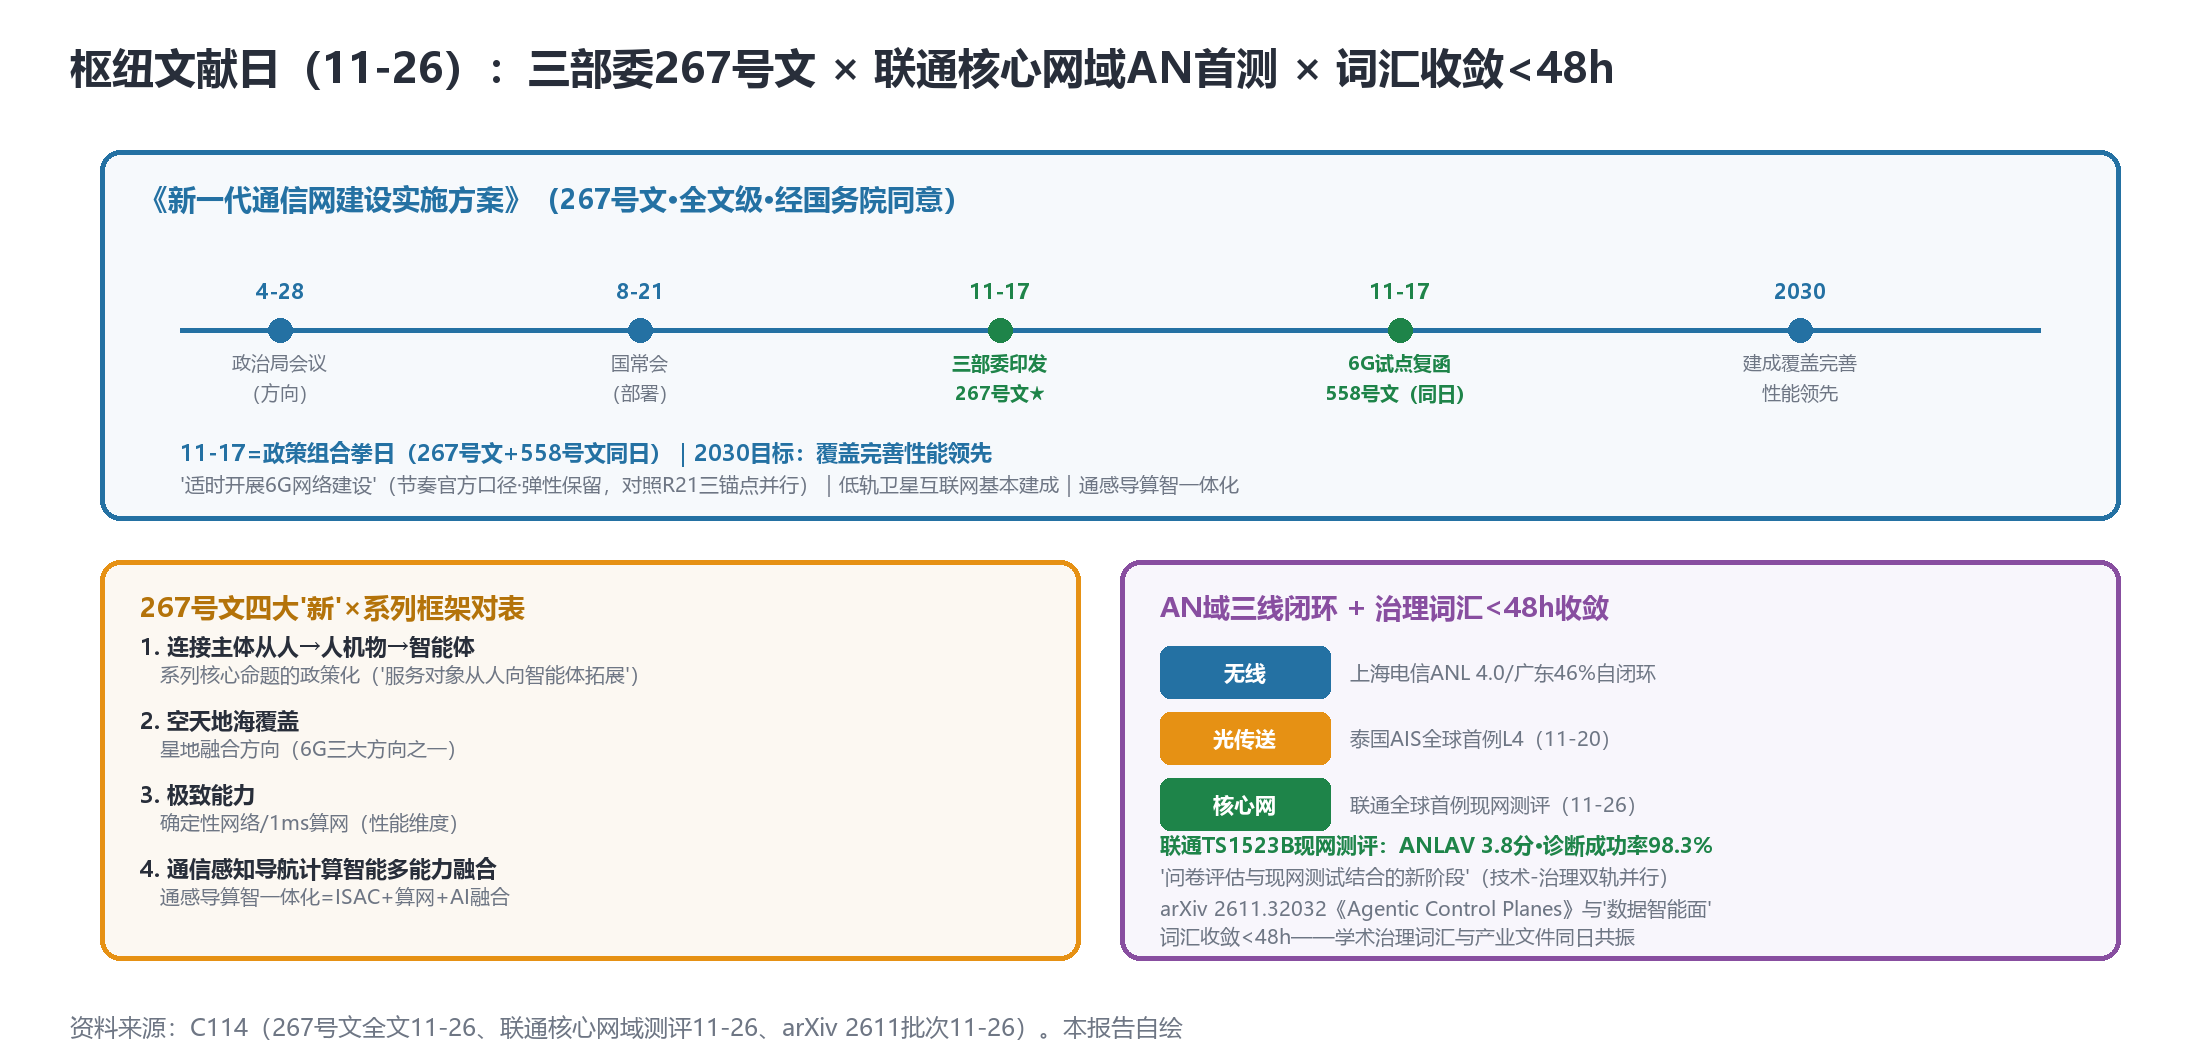 枢纽文献日（11-26）：三部委267号文 × 联通核心网域AN首测 × 词汇收敛<48h
《新一代通信网建设实施方案》（267号文·全文级·经国务院同意）
4-28
8-21
11-17
11-17
2030
政治局会议
（方向）
国常会
（部署）
三部委印发
267号文★
6G试点复函
558号文（同日）
建成覆盖完善
性能领先
11-17=政策组合拳日（267号文+558号文同日）｜2030目标：覆盖完善性能领先
'适时开展6G网络建设'（节奏官方口径·弹性保留，对照R21三锚点并行）｜低轨卫星互联网基本建成｜通感导算智一体化
267号文四大'新'×系列框架对表
1. 连接主体从人→人机物→智能体
系列核心命题的政策化（'服务对象从人向智能体拓展'）
2. 空天地海覆盖
星地融合方向（6G三大方向之一）
3. 极致能力
确定性网络/1ms算网（性能维度）
4. 通信感知导航计算智能多能力融合
通感导算智一体化=ISAC+算网+AI融合
AN域三线闭环 + 治理词汇<48h收敛
无线
上海电信ANL 4.0/广东46%自闭环
光传送
泰国AIS全球首例L4（11-20）
核心网
联通全球首例现网测评（11-26）
联通TS1523B现网测评：ANLAV 3.8分·诊断成功率98.3%
'问卷评估与现网测试结合的新阶段'（技术-治理双轨并行）
arXiv 2611.32032《Agentic Control Planes》与'数据智能面'
词汇收敛<48h——学术治理词汇与产业文件同日共振
资料来源：C114（267号文全文11-26、联通核心网域测评11-26、arXiv 2611批次11-26）。本报告自绘